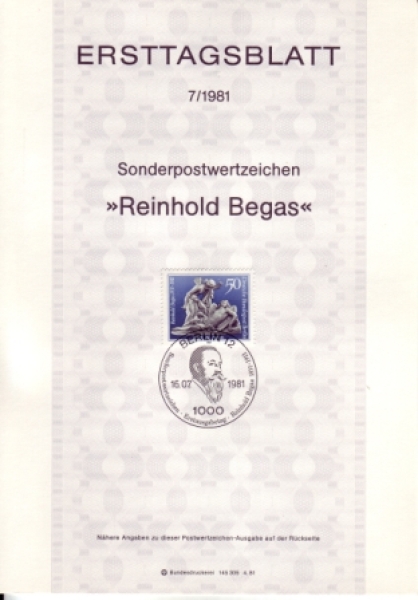 ERSTTAGSBLATT
7/1981
Sonderpostwertzeichen
»Reinhold Begas«
50
BERLIN 12
16.07 1981
1000
Nähere Angaben zu dieser Postwertzeichen-Ausgabe auf der Rückseite
Bundesdruckerei